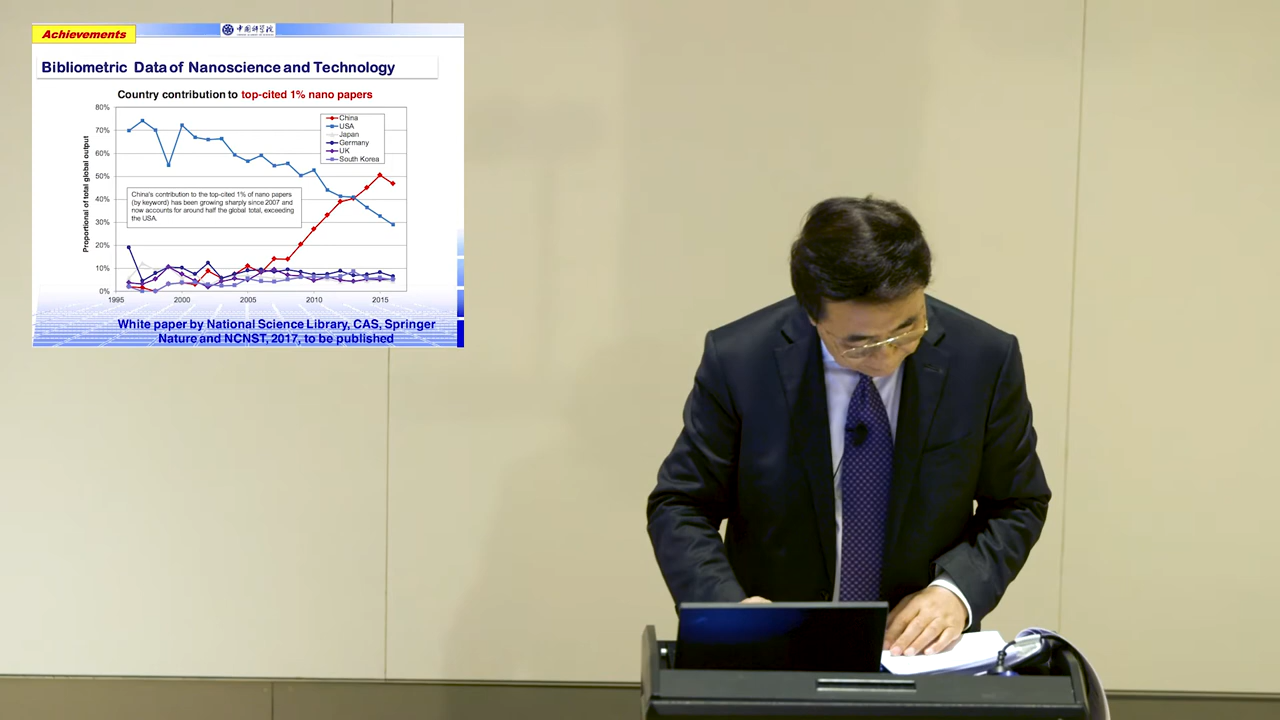 Achievements
中国科学院
Bibliometric Data of Nanoscience and Technology
Country contribution to top-cited 1% nano papers
80%
70%
60%
50%
40%
30%
20%
10%
0%
Proportional of total global output
China
USA
Japan
Germany
UK
South Korea
China's contribution to the top-cited 1% of nano papers
(by keyword) has been growing sharply since 2007 and
now accounts for around half the global total, exceeding
the USA.
1995
2000
2005
2010
2015
White paper by National Science Library, CAS, Springer
Nature and NCNST, 2017, to be published